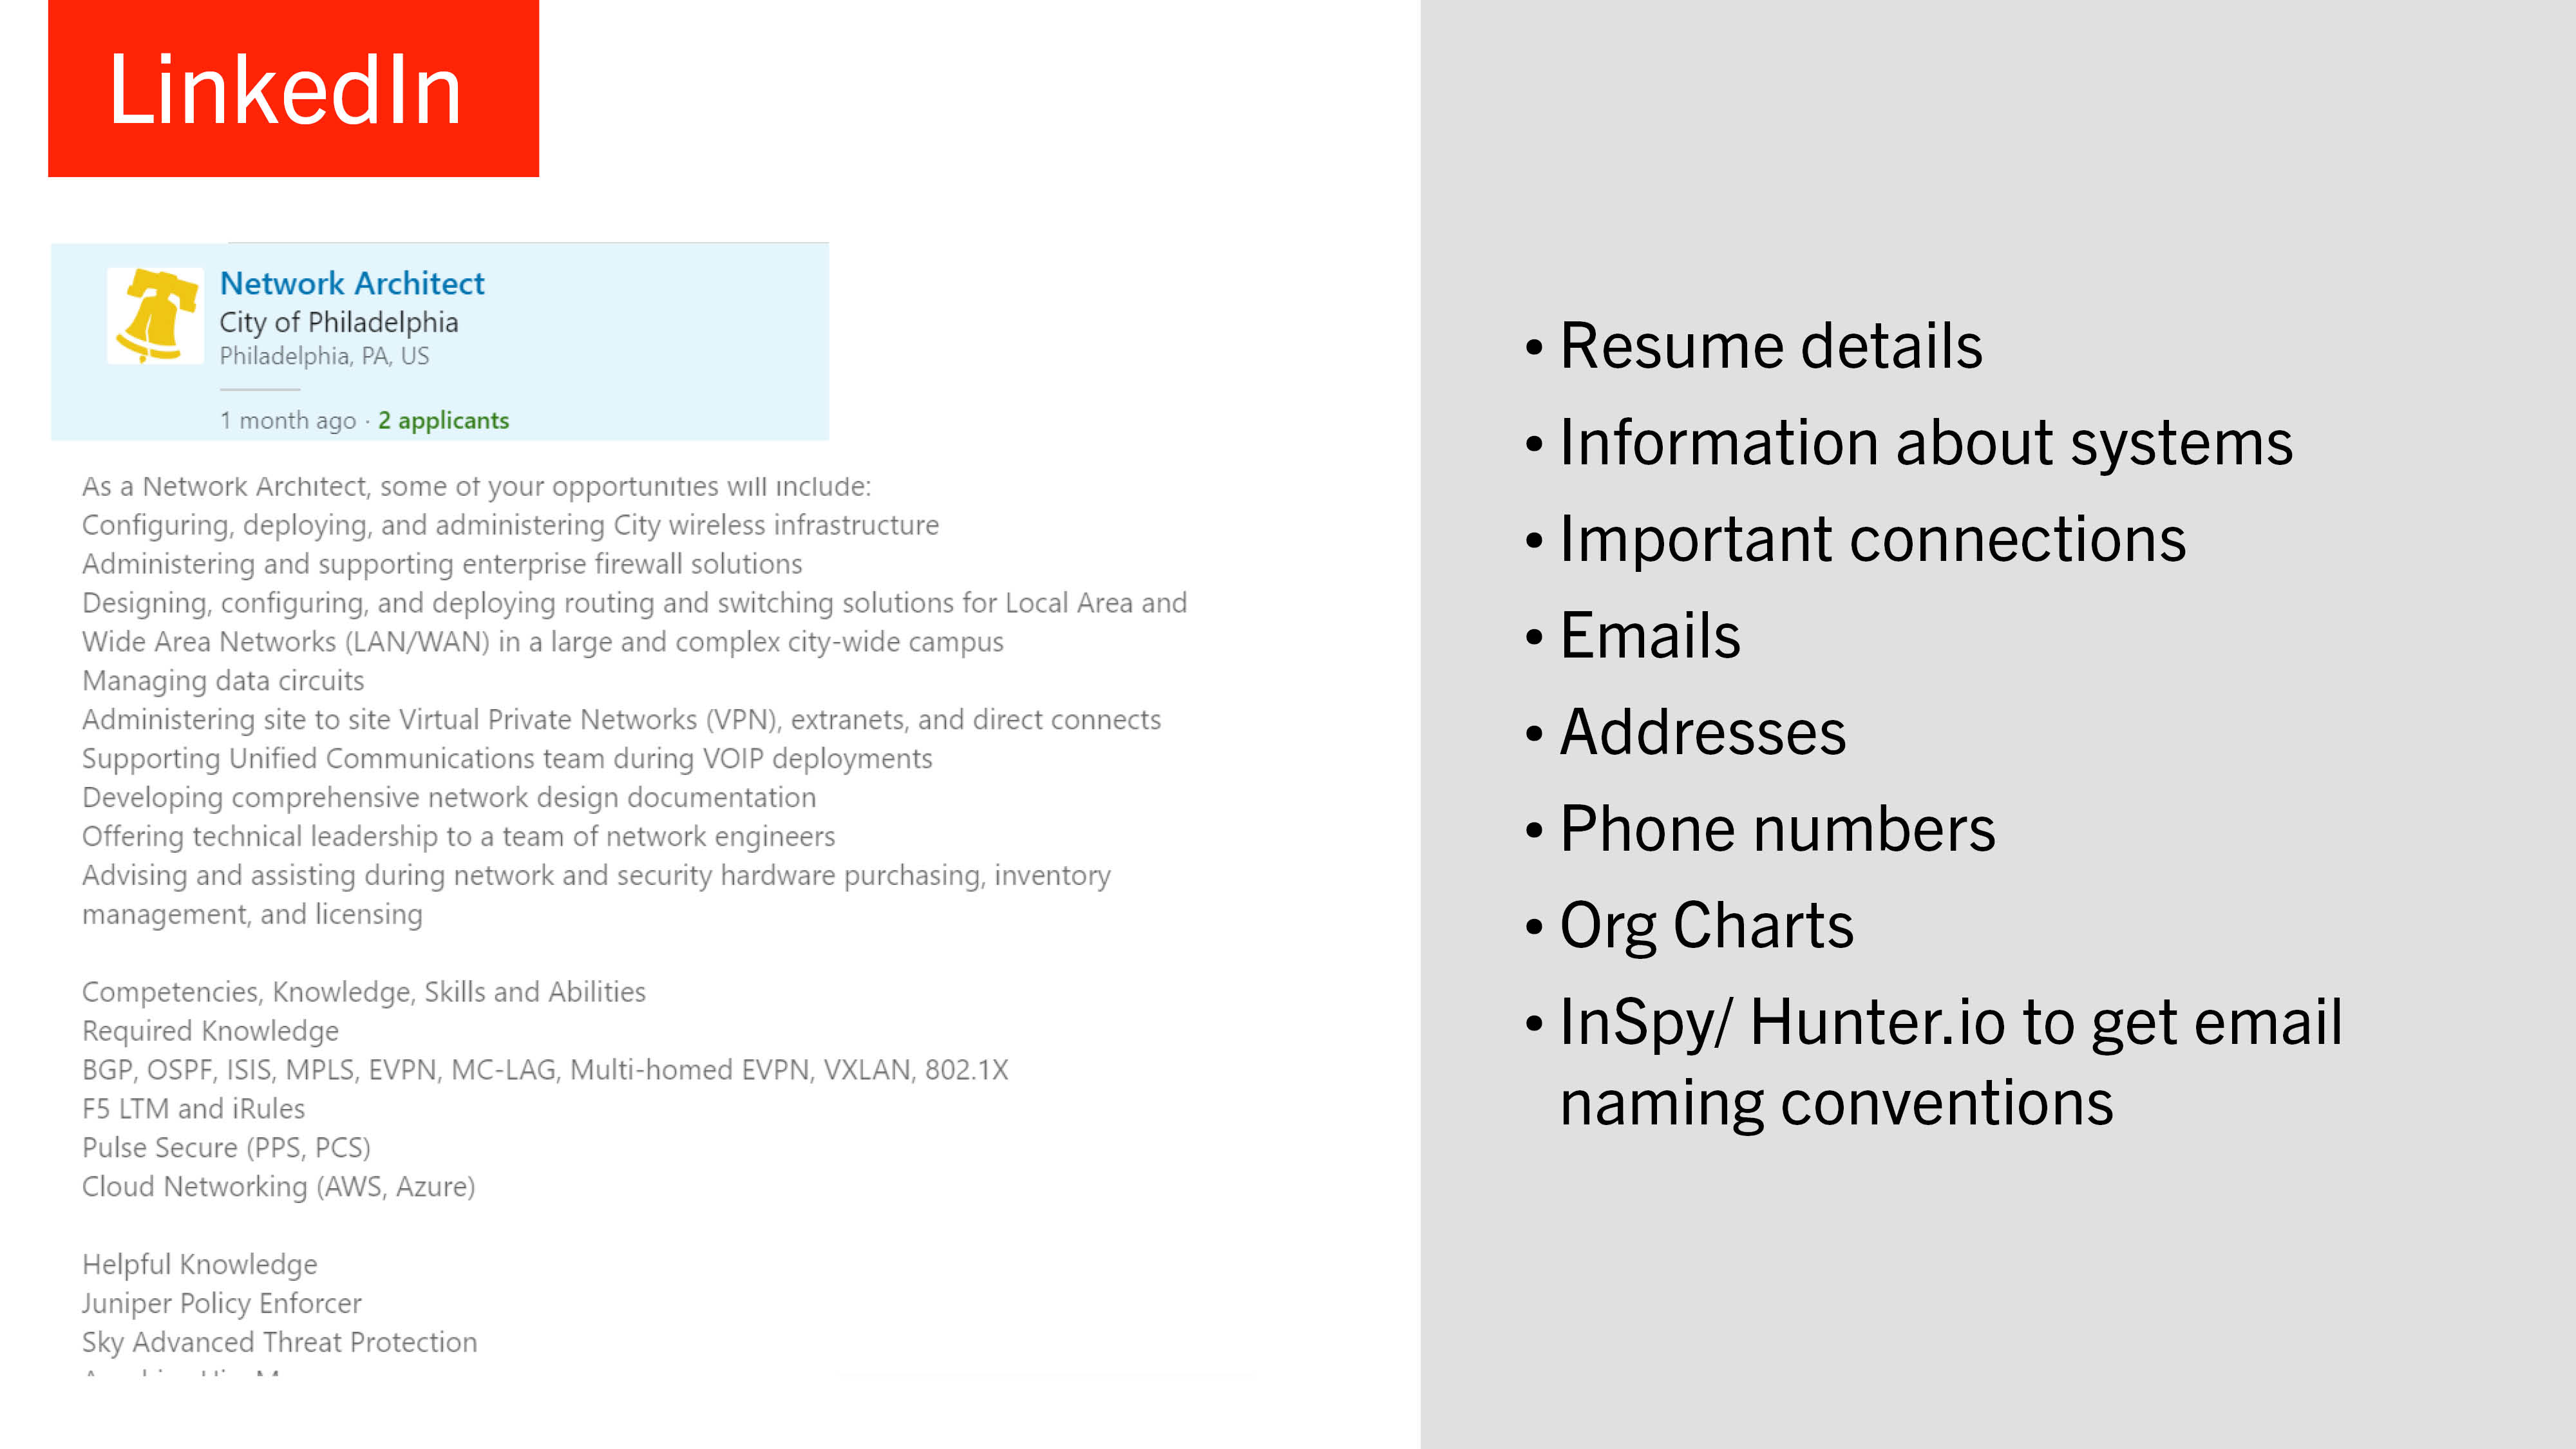 LinkedIn
Network Architect
City of Philadelphia
Philadelphia, PA, US
1 month ago · 2 applicants
As a Network Architect, some of your opportunities will include:
Configuring, deploying, and administering City wireless infrastructure
Administering and supporting enterprise firewall solutions
Designing, configuring, and deploying routing and switching solutions for Local Area and
Wide Area Networks (LAN/WAN) in a large and complex city-wide campus
Managing data circuits
Administering site to site Virtual Private Networks (VPN), extranets, and direct connects
Supporting Unified Communications team during VOIP deployments
Developing comprehensive network design documentation
Offering technical leadership to a team of network engineers
Advising and assisting during network and security hardware purchasing, inventory
management, and licensing
Competencies, Knowledge, Skills and Abilities
Required Knowledge
BGP, OSPF, ISIS, MPLS, EVPN, MC-LAG, Multi-homed EVPN, VXLAN, 802.1X
F5 LTM and iRules
Pulse Secure (PPS, PCS)
Cloud Networking (AWS, Azure)
Helpful Knowledge
Juniper Policy Enforcer
Sky Advanced Threat Protection
• Resume details
• Information about systems
• Important connections
• Emails
• Addresses
• Phone numbers
• Org Charts
• InSpy/ Hunter.io to get email
naming conventions